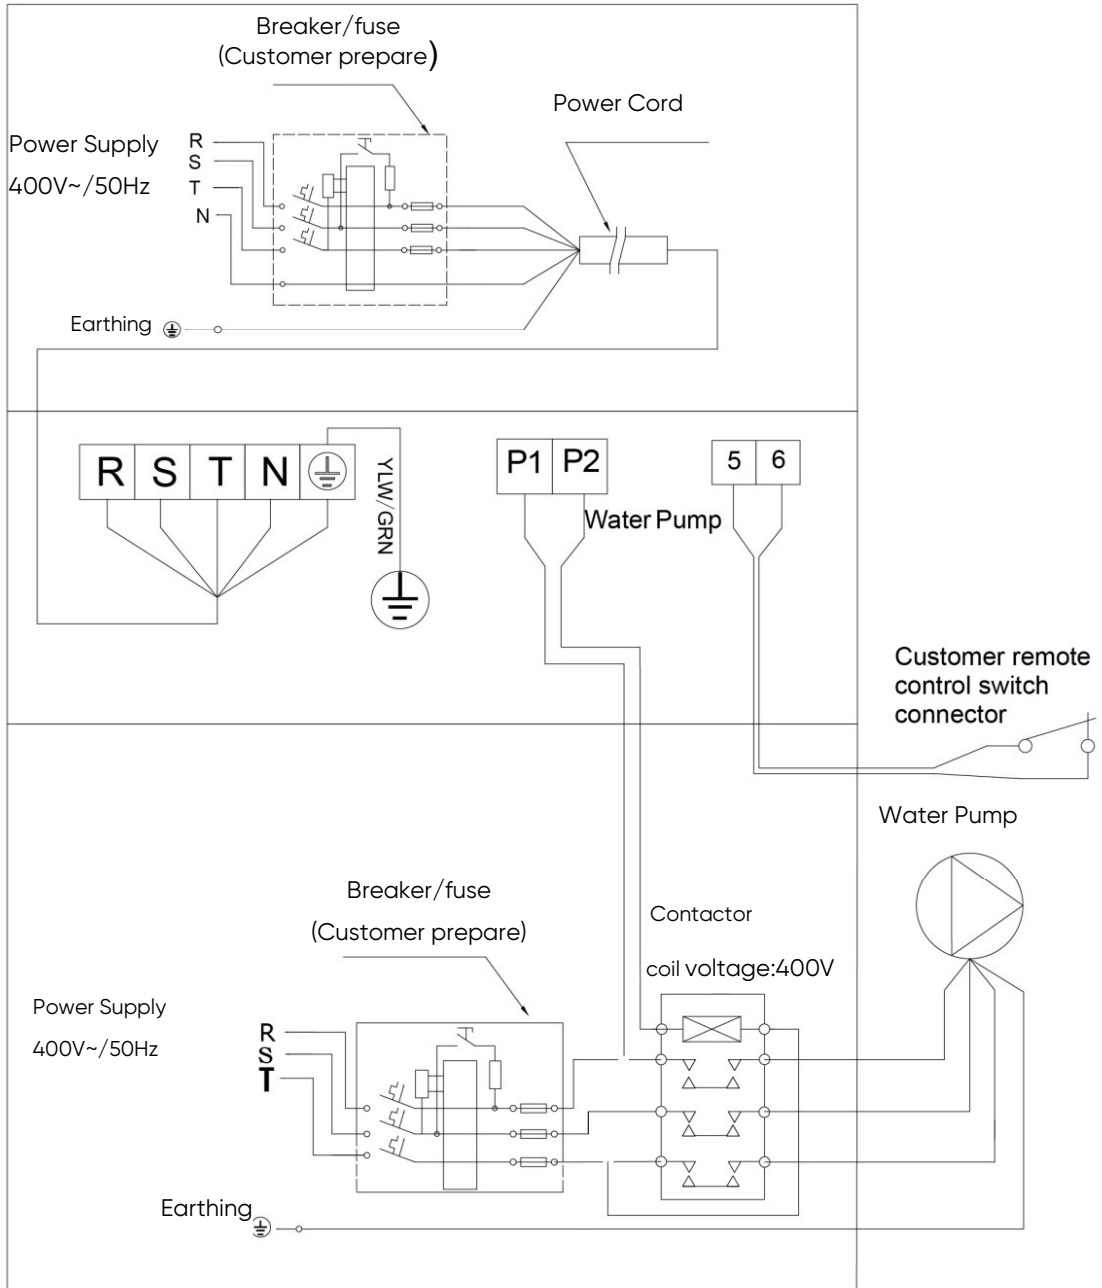 Breaker/fuse
(Customer prepare)
Power Cord
Power Supply
400V~/50Hz
R
S
T
N
Earthing
R S T N
YLW/GRN
P1 P2
Water Pump
5 6
Customer remote
control switch
connector
Water Pump
Breaker/fuse
(Customer prepare)
Contactor
coil voltage:400V
Power Supply
400V~/50Hz
R
S
T
Earthing